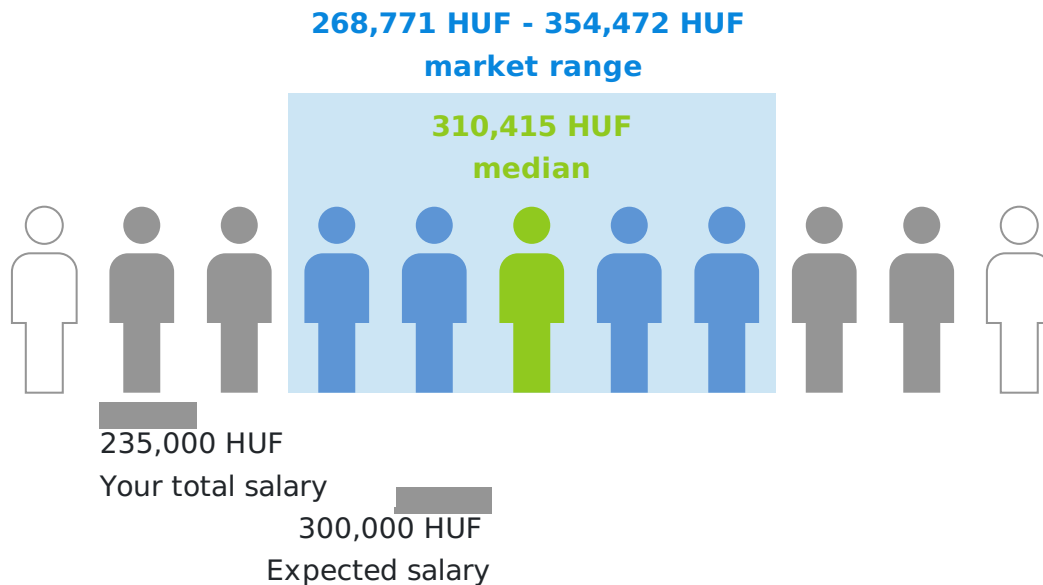 268,771 HUF - 354,472 HUF
market range
310,415 HUF
median
235,000 HUF
Your total salary
300,000 HUF
Expected salary